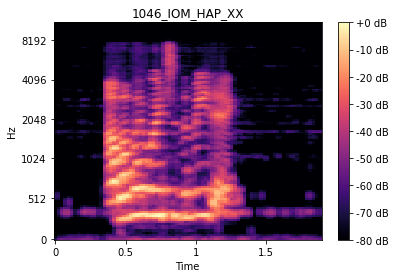 1046_IOM_HAP_XX
8192
4096
2048
1024
512
0
Hz
0
0.5
1
1.5
Time
+0 dB
-10 dB
-20 dB
-30 dB
-40 dB
-50 dB
-60 dB
-70 dB
-80 dB